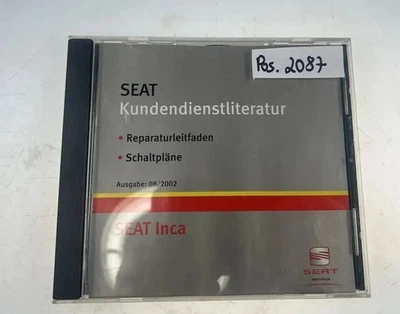 Pos. 2087
SEAT
Kundendienstliteratur
• Reparaturleitfaden
• Schaltpläne
Ausgabe: 08/2002
SEAT Inca
SEAT